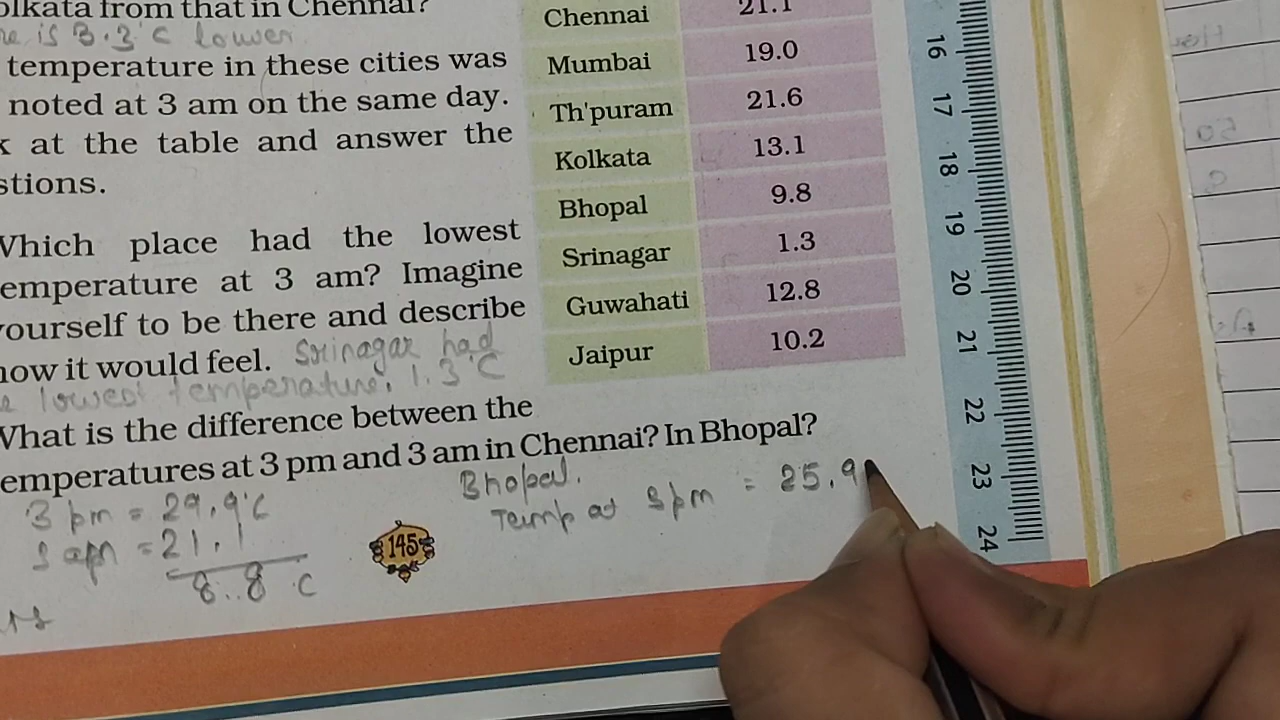 olkata from that in Chennai?
re is 3.3 c lower
temperature in these cities was
noted at 3 am on the same day.
k at the table and answer the
stions.
Which place had the lowest
emperature at 3 am? Imagine
yourself to be there and describe
how it would feel. Srinagar had
e lowest temperature. 1.3°C
What is the difference between the
emperatures at 3 pm and 3 am in Chennai? In Bhopal?
3 pm = 29.9°C
3 am = 21.1
8.8 c
Bhopal.
Temp at 3pm = 25.9
145
Chennai 21.1
Mumbai 19.0
Th'puram 21.6
Kolkata 13.1
Bhopal 9.8
Srinagar 1.3
Guwahati 12.8
Jaipur 10.2
16
17
18
19
20
21
22
23
24